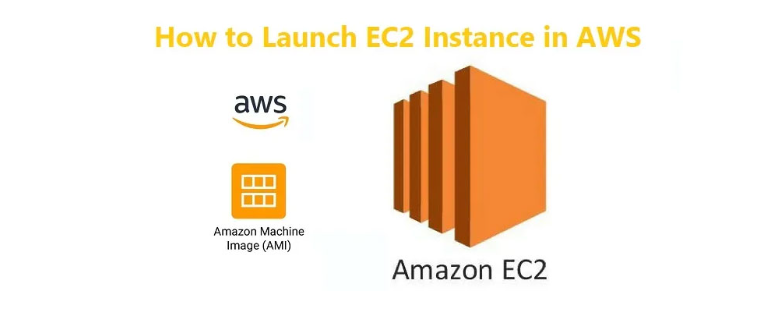 How to Launch EC2 Instance in AWS
aws
Amazon Machine
Image (AMI)
Amazon EC2